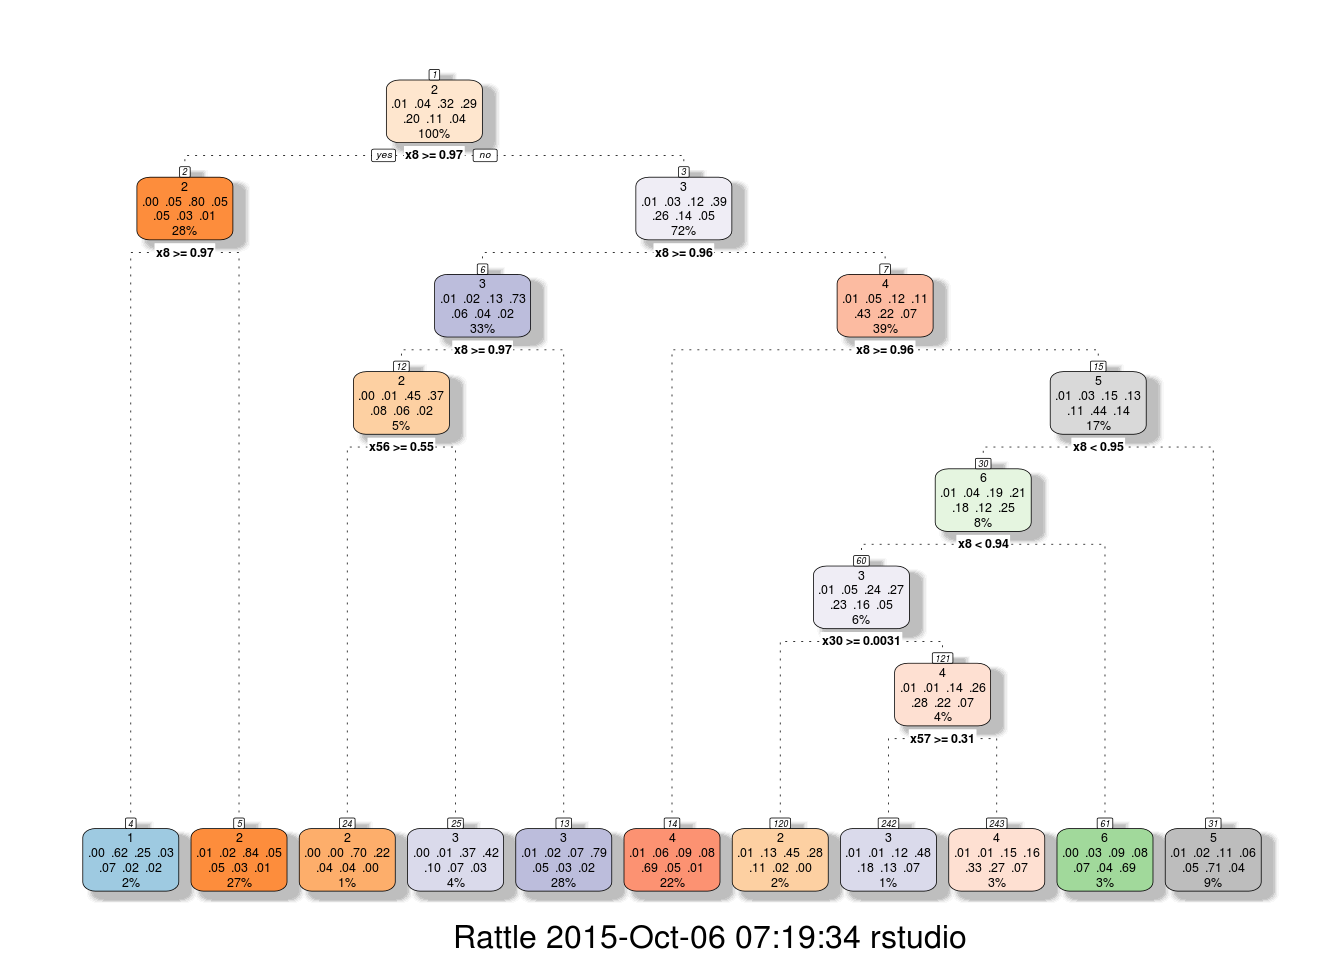 1
2
.01 .04 .32 .29
.20 .11 .04
100%
yes x8 >= 0.97 no
2
2
.00 .05 .80 .05
.05 .03 .01
28%
x8 >= 0.97
3
3
.01 .03 .12 .39
.26 .14 .05
72%
x8 >= 0.96
6
3
.01 .02 .13 .73
.06 .04 .02
33%
x8 >= 0.97
7
4
.01 .05 .12 .11
.43 .22 .07
39%
x8 >= 0.96
12
2
.00 .01 .45 .37
.08 .06 .02
5%
x56 >= 0.55
15
5
.01 .03 .15 .13
.11 .44 .14
17%
x8 < 0.95
30
6
.01 .04 .19 .21
.18 .12 .25
8%
x8 < 0.94
60
3
.01 .05 .24 .27
.23 .16 .05
6%
x30 >= 0.0031
121
4
.01 .01 .14 .26
.28 .22 .07
4%
x57 >= 0.31
4
1
.00 .62 .25 .03
.07 .02 .02
2%
5
2
.01 .02 .84 .05
.05 .03 .01
27%
24
2
.00 .00 .70 .22
.04 .04 .00
1%
25
3
.00 .01 .37 .42
.10 .07 .03
4%
13
3
.01 .02 .07 .79
.05 .03 .02
28%
14
4
.01 .06 .09 .08
.69 .05 .01
22%
120
2
.01 .13 .45 .28
.11 .02 .00
2%
242
3
.01 .01 .12 .48
.18 .13 .07
1%
243
4
.01 .01 .15 .16
.33 .27 .07
3%
61
6
.00 .03 .09 .08
.07 .04 .69
3%
31
5
.01 .02 .11 .06
.05 .71 .04
9%
Rattle 2015-Oct-06 07:19:34 rstudio